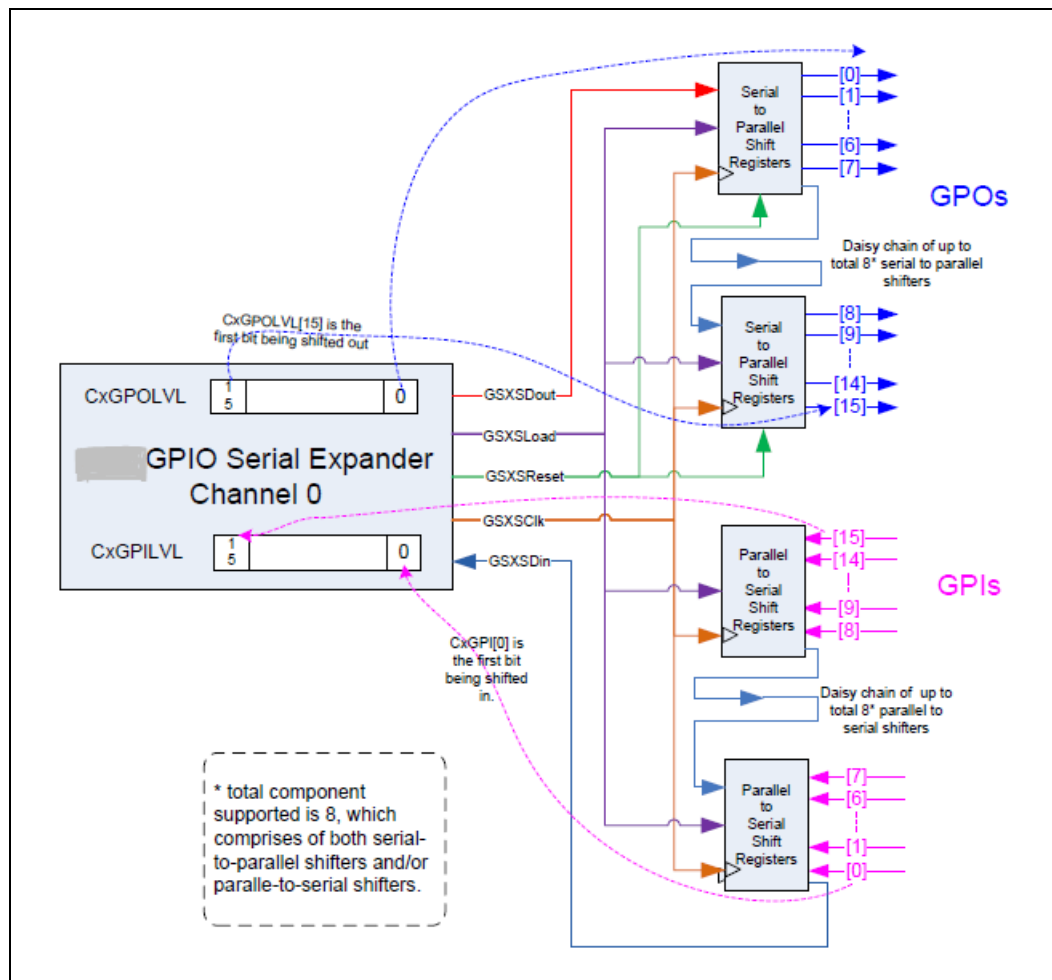 Serial
to
Parallel
Shift
Registers
[0]
[1]
[6]
[7]
GPOs
Daisy chain of up to
total 8* serial to parallel
shifters
CxGPOLVL[15] is the
first bit being shifted out
Serial
to
Parallel
Shift
Registers
[8]
[9]
[14]
[15]
CxGPOLVL
1
5
0
GSXSDout
GSXSLoad
GPIO Serial Expander
Channel 0
GSXSReset
GSXSClk
CxGPILVL
1
5
0
GSXSDin
Parallel
to
Serial
Shift
Registers
[15]
[14]
[9]
[8]
GPIs
CxGPI[0] is
the first bit
being shifted
in.
Daisy chain of up to
total 8* parallel to
serial shifters
Parallel
to
Serial
Shift
Registers
[7]
[6]
[1]
[0]
* total component
supported is 8, which
comprises of both serial-
to-parallel shifters and/or
paralle-to-serial shifters.